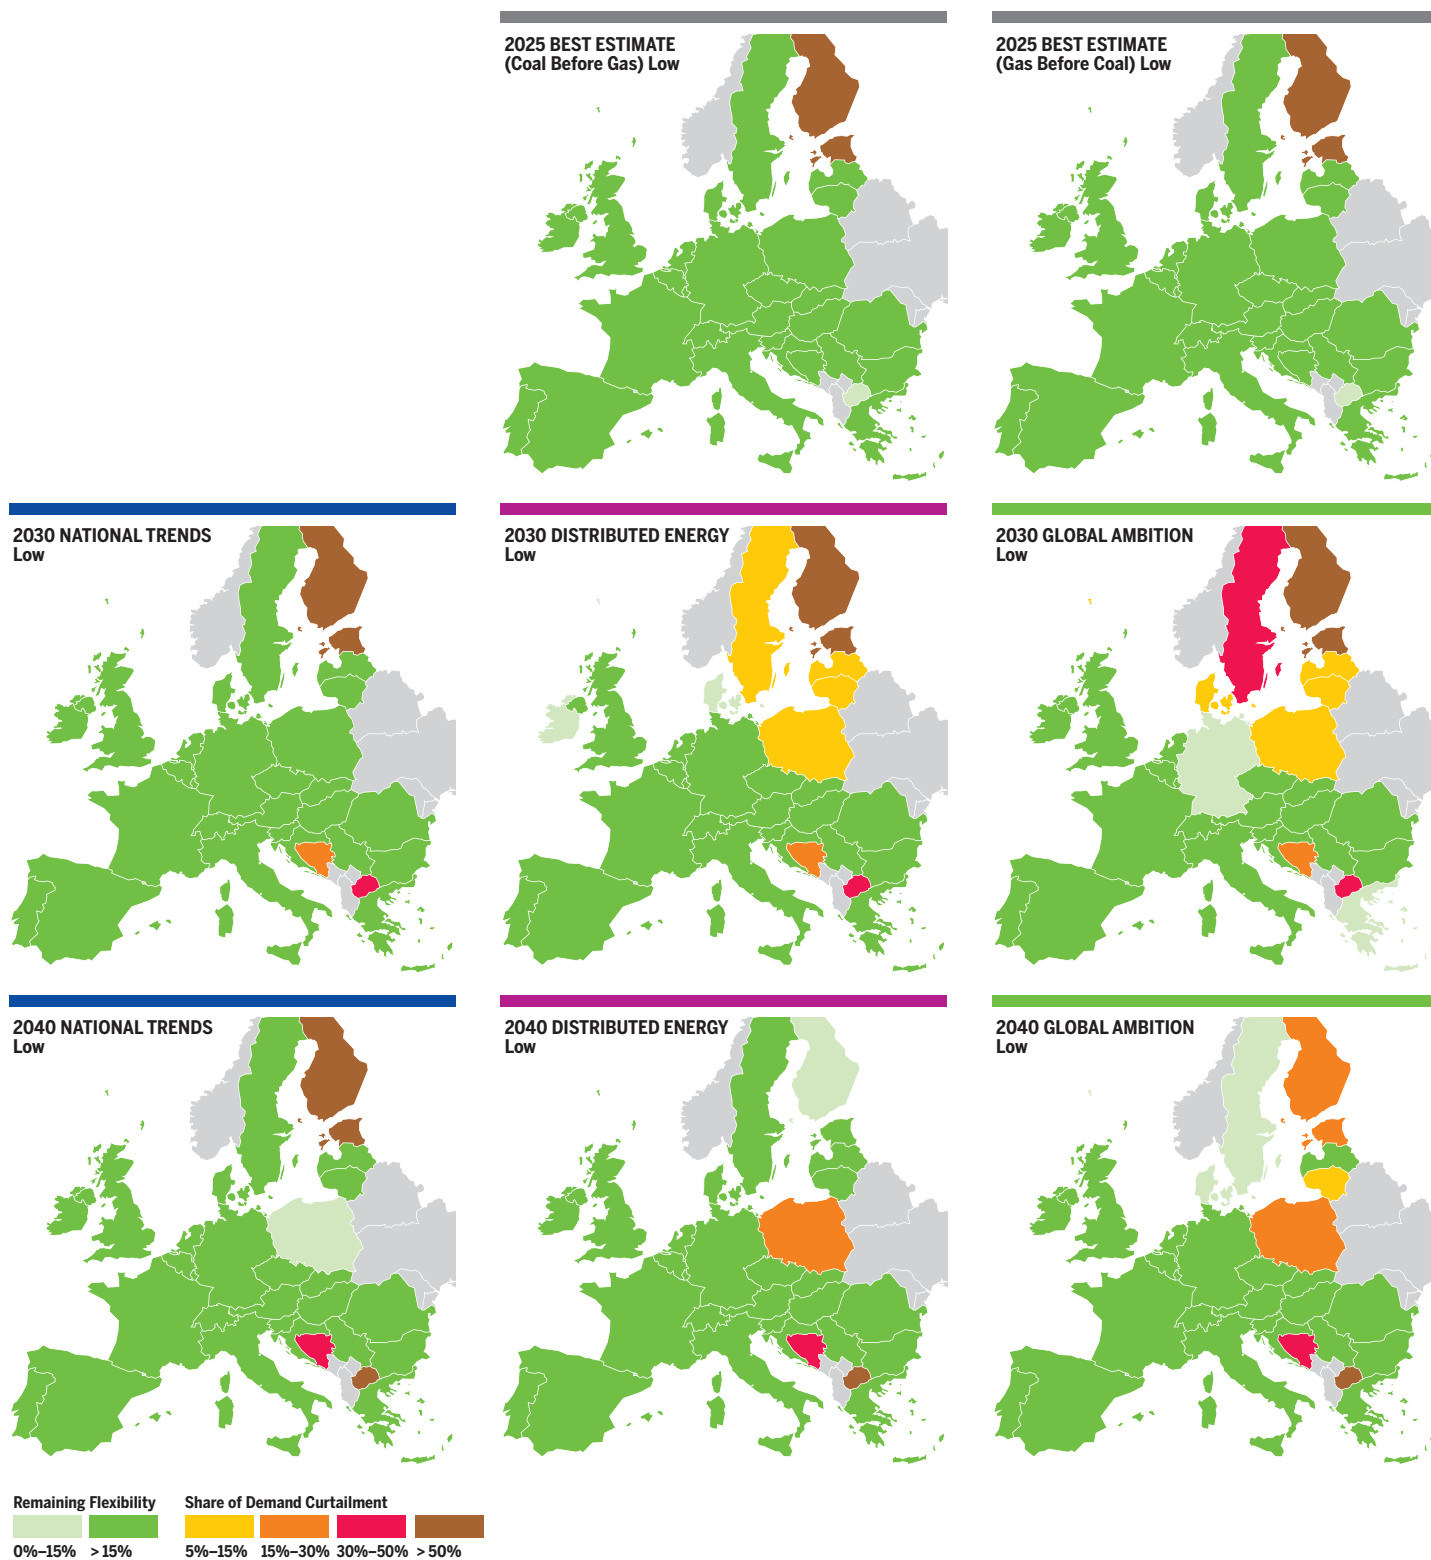 2025 BEST ESTIMATE
(Coal Before Gas) Low
2025 BEST ESTIMATE
(Gas Before Coal) Low
2030 NATIONAL TRENDS
Low
2030 DISTRIBUTED ENERGY
Low
2030 GLOBAL AMBITION
Low
2040 NATIONAL TRENDS
Low
2040 DISTRIBUTED ENERGY
Low
2040 GLOBAL AMBITION
Low
Remaining Flexibility
0%–15% > 15%
Share of Demand Curtailment
5%–15% 15%–30% 30%–50% > 50%